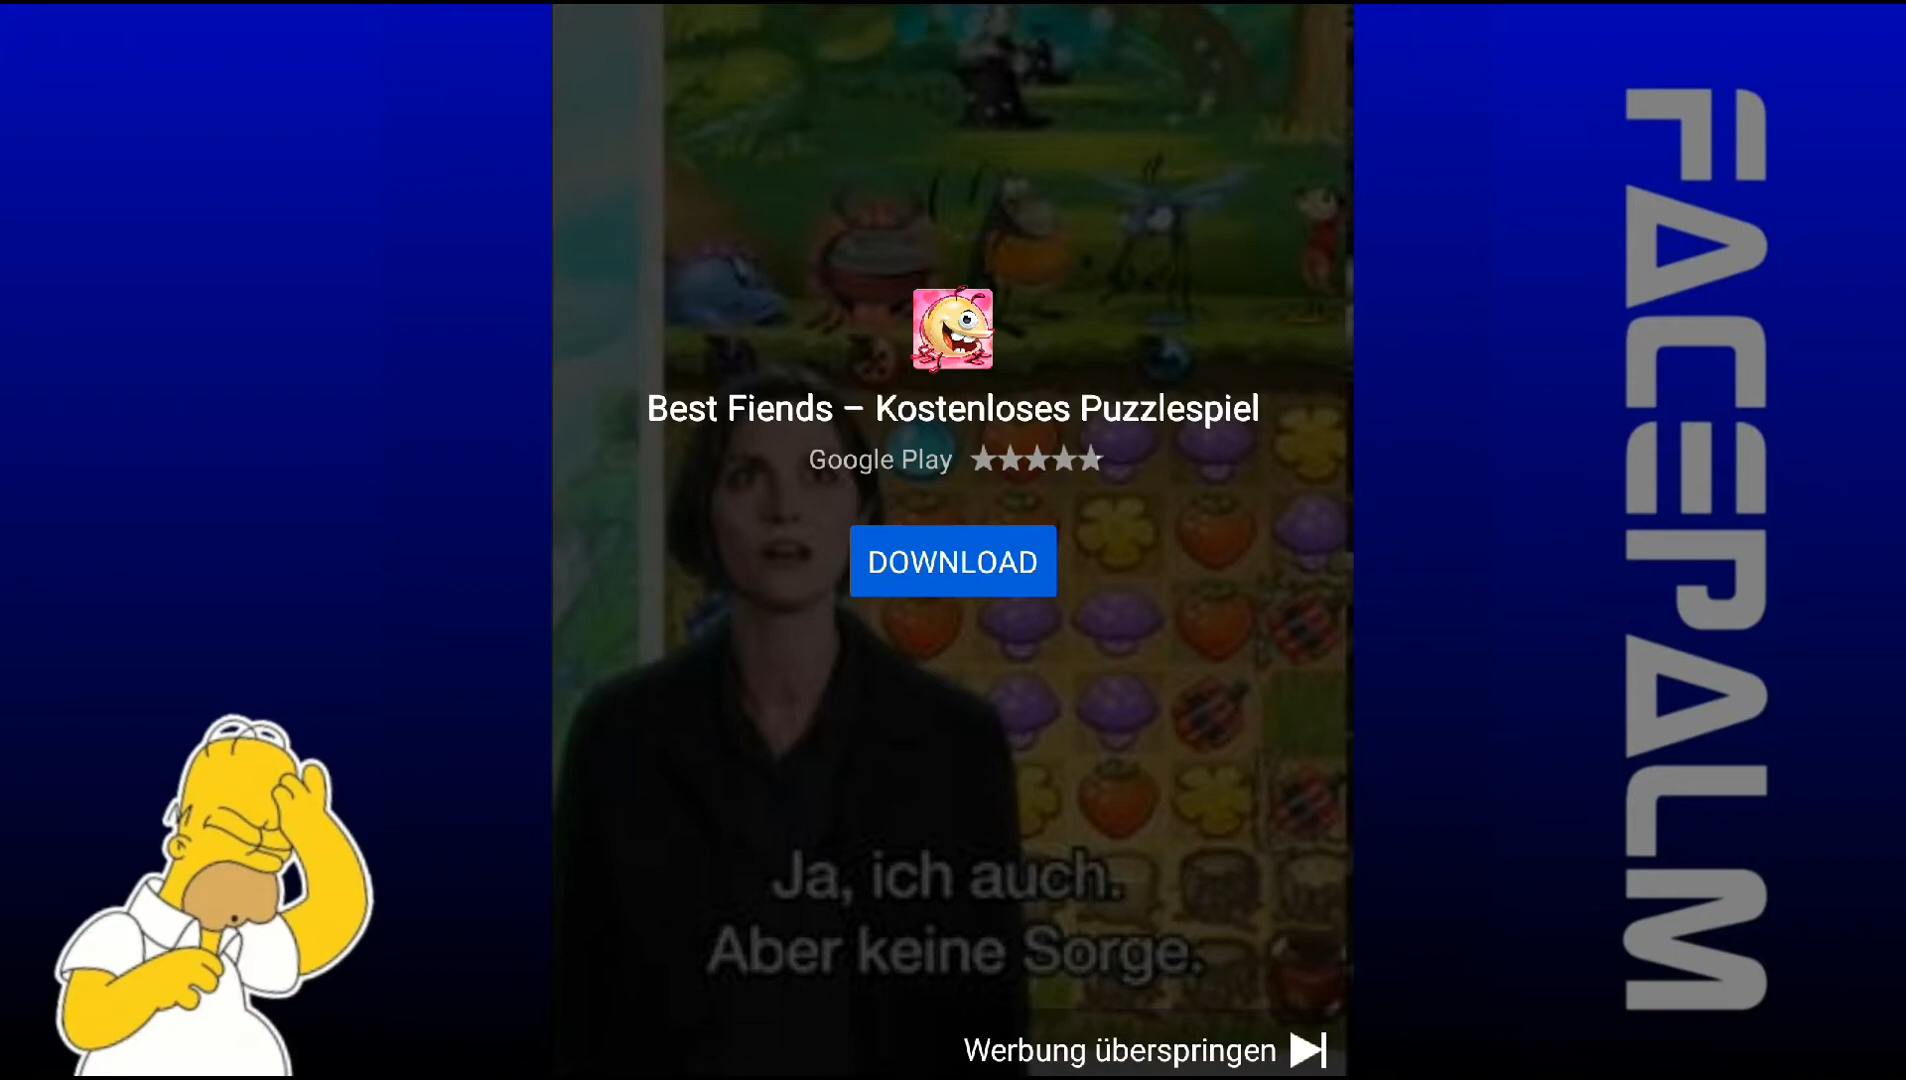 Best Fiends – Kostenloses Puzzlespiel
Google Play
DOWNLOAD
Ja, ich auch.
Aber keine Sorge.
Werbung überspringen
FACEPALM